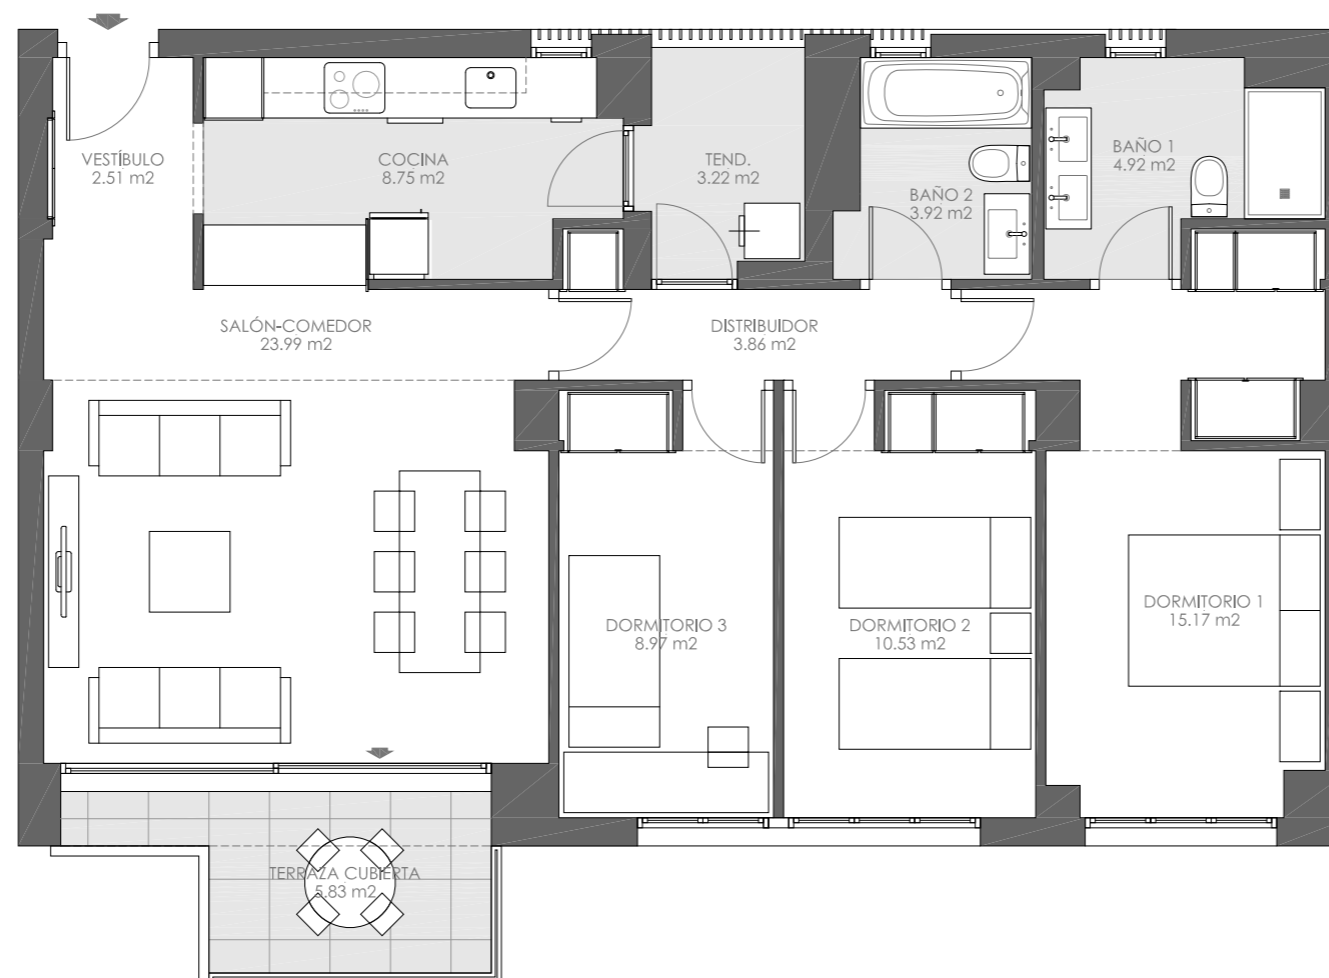 VESTÍBULO
2.51 m2
COCINA
8.75 m2
TEND.
3.22 m2
BAÑO 2
3.92 m2
BAÑO 1
4.92 m2
SALÓN-COMEDOR
23.99 m2
DISTRIBUIDOR
3.86 m2
DORMITORIO 3
8.97 m2
DORMITORIO 2
10.53 m2
DORMITORIO 1
15.17 m2
TERRAZA CUBIERTA
5.83 m2